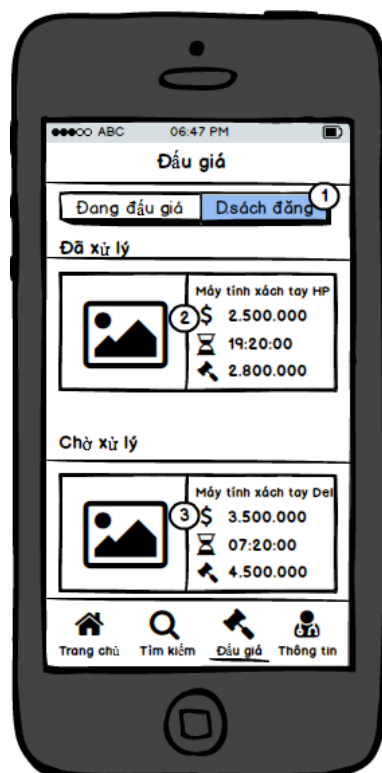 ABC 06:47 PM
Đấu giá
1
Đang đấu giá D.sách đăng
Đã xử lý
Máy tính xách tay HP
2
$ 2.500.000
19:20:00
2.800.000
Chờ xử lý
Máy tính xách tay Del
3
$ 3.500.000
07:20:00
4.500.000
Trang chủ Tìm kiếm Đấu giá Thông tin